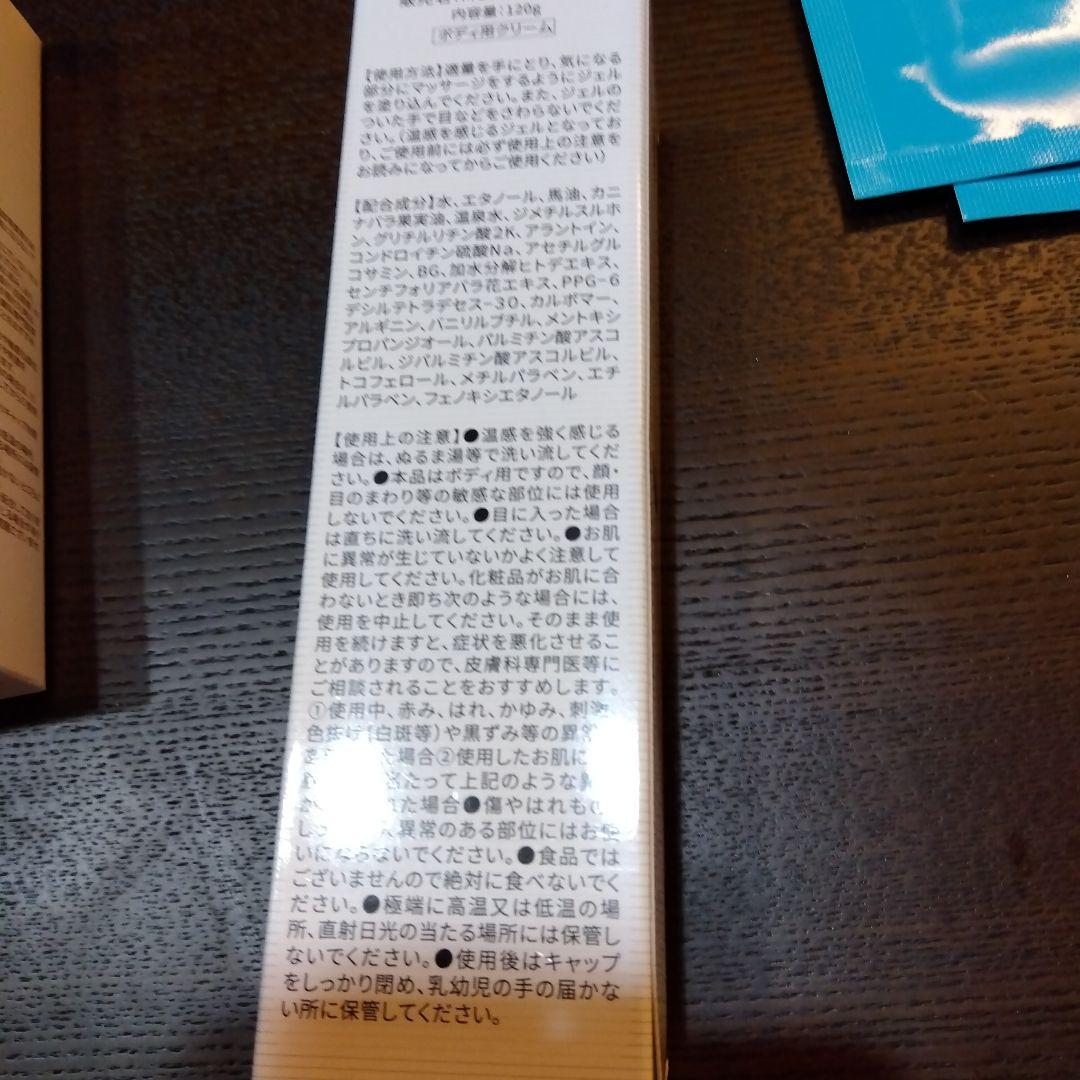 内容量:120g
ボディ用クリーム
【使用方法】適量を手にとり、気になる
部分にマッサージをするようにジェル
を塗り込んでください。また、ジェルの
ついた手で目などをさわらないでくだ
さい。(温感を感じるジェルとなってお
り、ご使用前には必ず使用上の注意を
お読みになってからご使用ください)
【配合成分】水、エタノール、馬油、カニ
ナバラ果実油、温泉水、ジメチルスルホ
ン、グリチルリチン酸2K、アラントイン、
コンドロイチン硫酸Na、アセチルグル
コサミン、BG、加水分解ヒトデエキス、
センチフォリアバラ花エキス、PPG-6
デシルテトラデセス-30、カルボマー、
アルギニン、バニリルブチル、メントキシ
プロパンジオール、パルミチン酸アスコ
ルビル、ジパルミチン酸アスコルビル、
トコフェロール、メチルパラベン、エチ
ルパラベン、フェノキシエタノール
【使用上の注意】●温感を強く感じる
場合は、ぬるま湯等で洗い流してくだ
さい。●本品はボディ用ですので、顔・
目のまわり等の敏感な部位には使用
しないでください。●目に入った場合
は直ちに洗い流してください。●お肌
に異常が生じていないかよく注意して
使用してください。化粧品がお肌に合
わないとき即ち次のような場合には、
使用を中止してください。そのまま使
用を続けますと、症状を悪化させるこ
とがありますので、皮膚科専門医等に
ご相談されることをおすすめします。
①使用中、赤み、はれ、かゆみ、刺激、
色抜け(白斑等)や黒ずみ等の異常
場合②使用したお肌に
たって上記のような異
た場合●傷やはれもの
異常のある部位にはお使
いにならないでください。●食品では
ございませんので絶対に食べないでく
ださい。●極端に高温又は低温の場
所、直射日光の当たる場所には保管し
ないでください。●使用後はキャップ
をしっかり閉め、乳幼児の手の届かな
い所に保管してください。